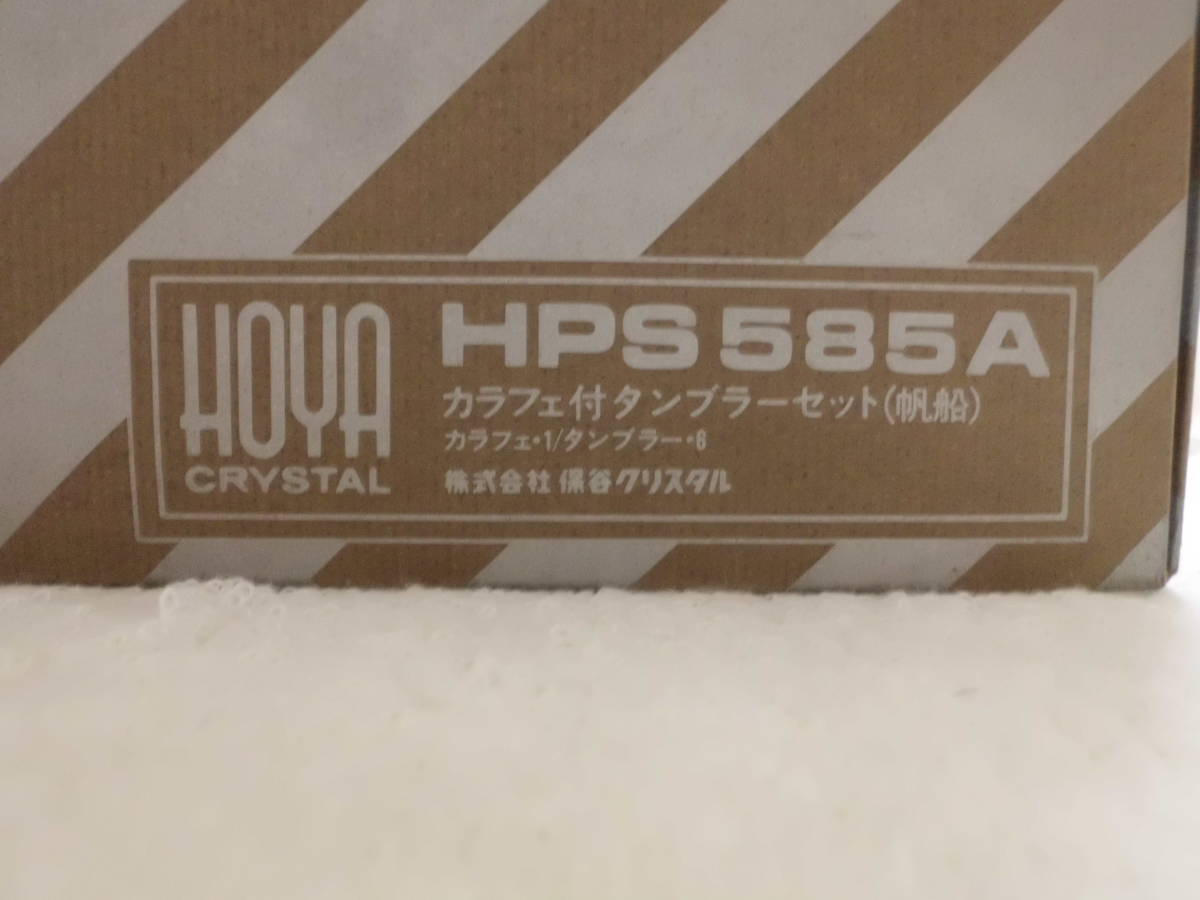 HOYA
CRYSTAL
HPS 585A
カラフェ付タンブラーセット(帆船)
カラフェ・1/タンブラー・6
株式会社 保谷クリスタル